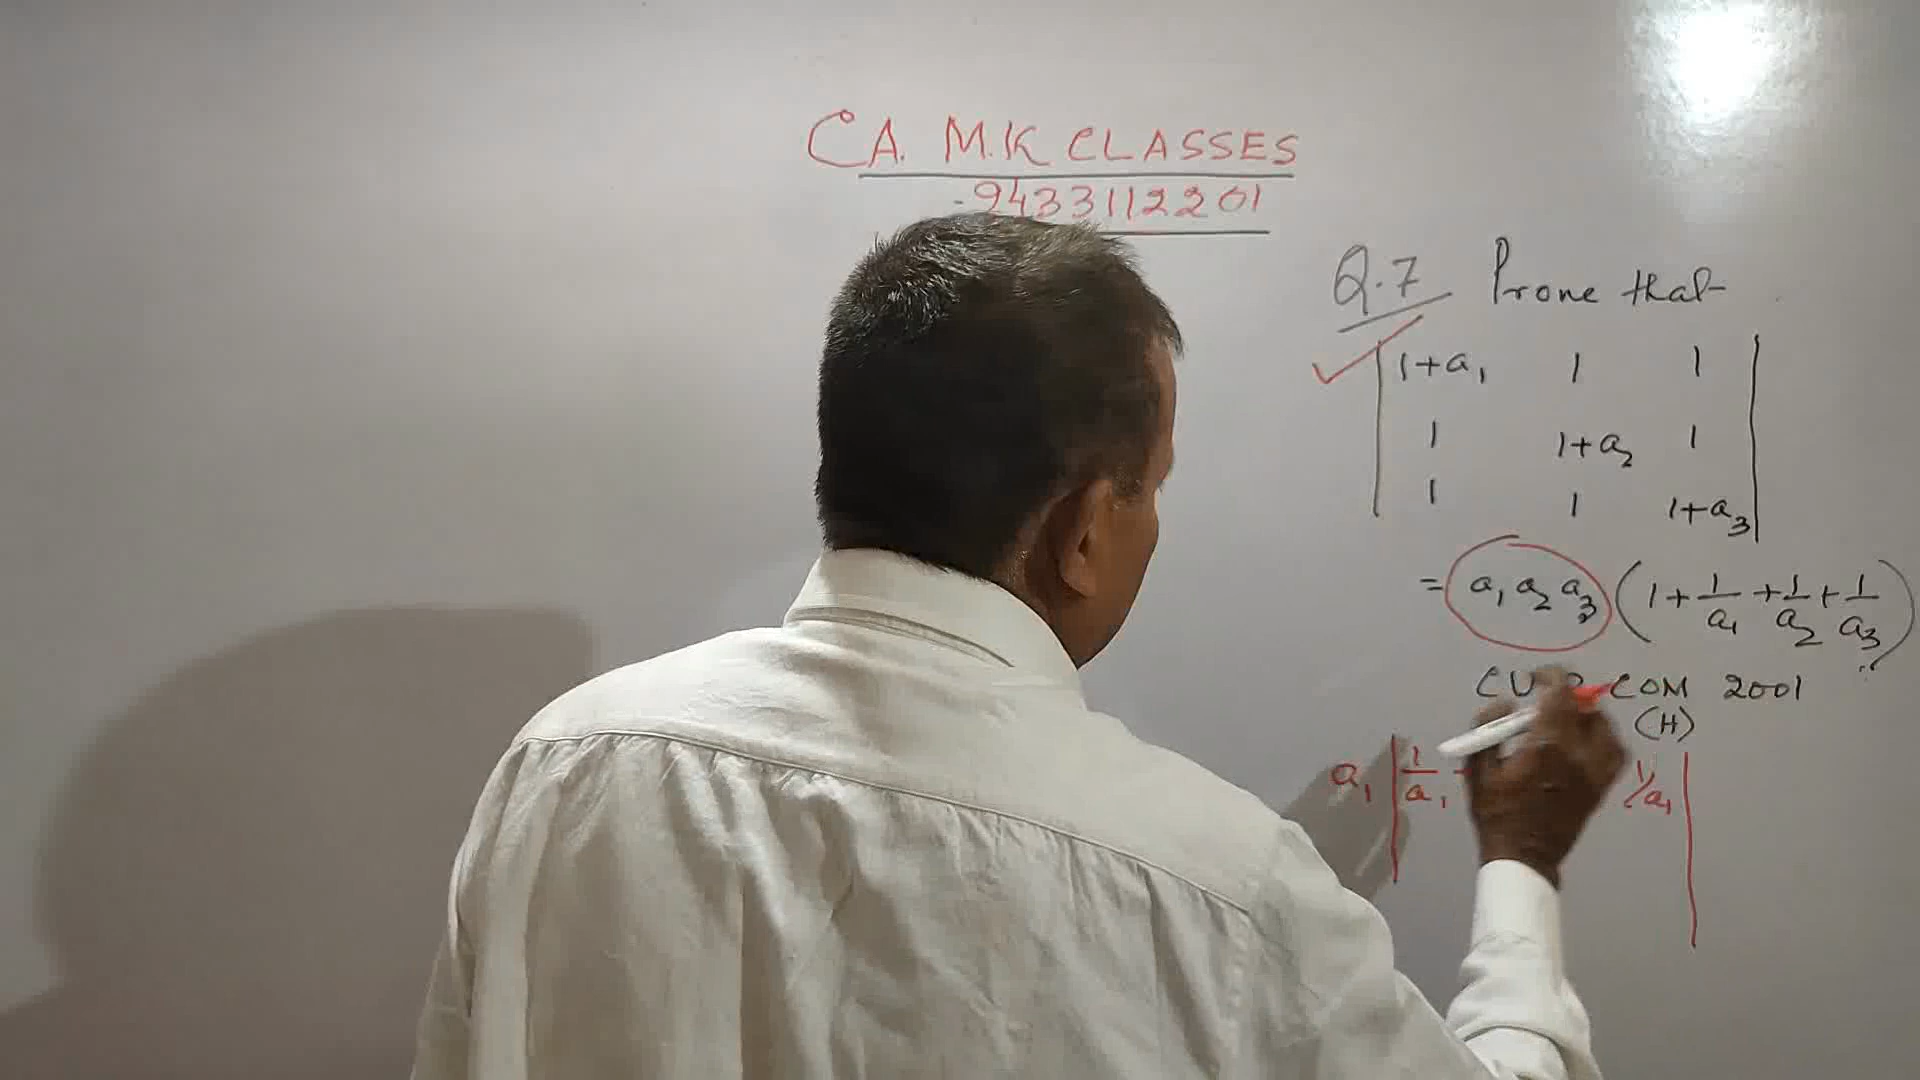 CA. M.K CLASSES
-9433112201
Q.7 Prove that-
1+a₁ 1 1
1 1+a₂ 1
1 1 1+a₃
= a₁ a₂ a₃ (1+1/a₁+1/a₂+1/a₃)
CU COM 2001
(H)
a₁ 1/a₁ 1/a₁